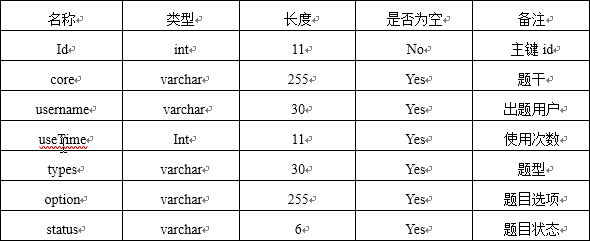 名称 类型 长度 是否为空 备注
Id int 11 No 主键 id
core varchar 255 Yes 题干
username varchar 30 Yes 出题用户
useTime Int 11 Yes 使用次数
types varchar 30 Yes 题型
option varchar 255 Yes 题目选项
status varchar 6 Yes 题目状态